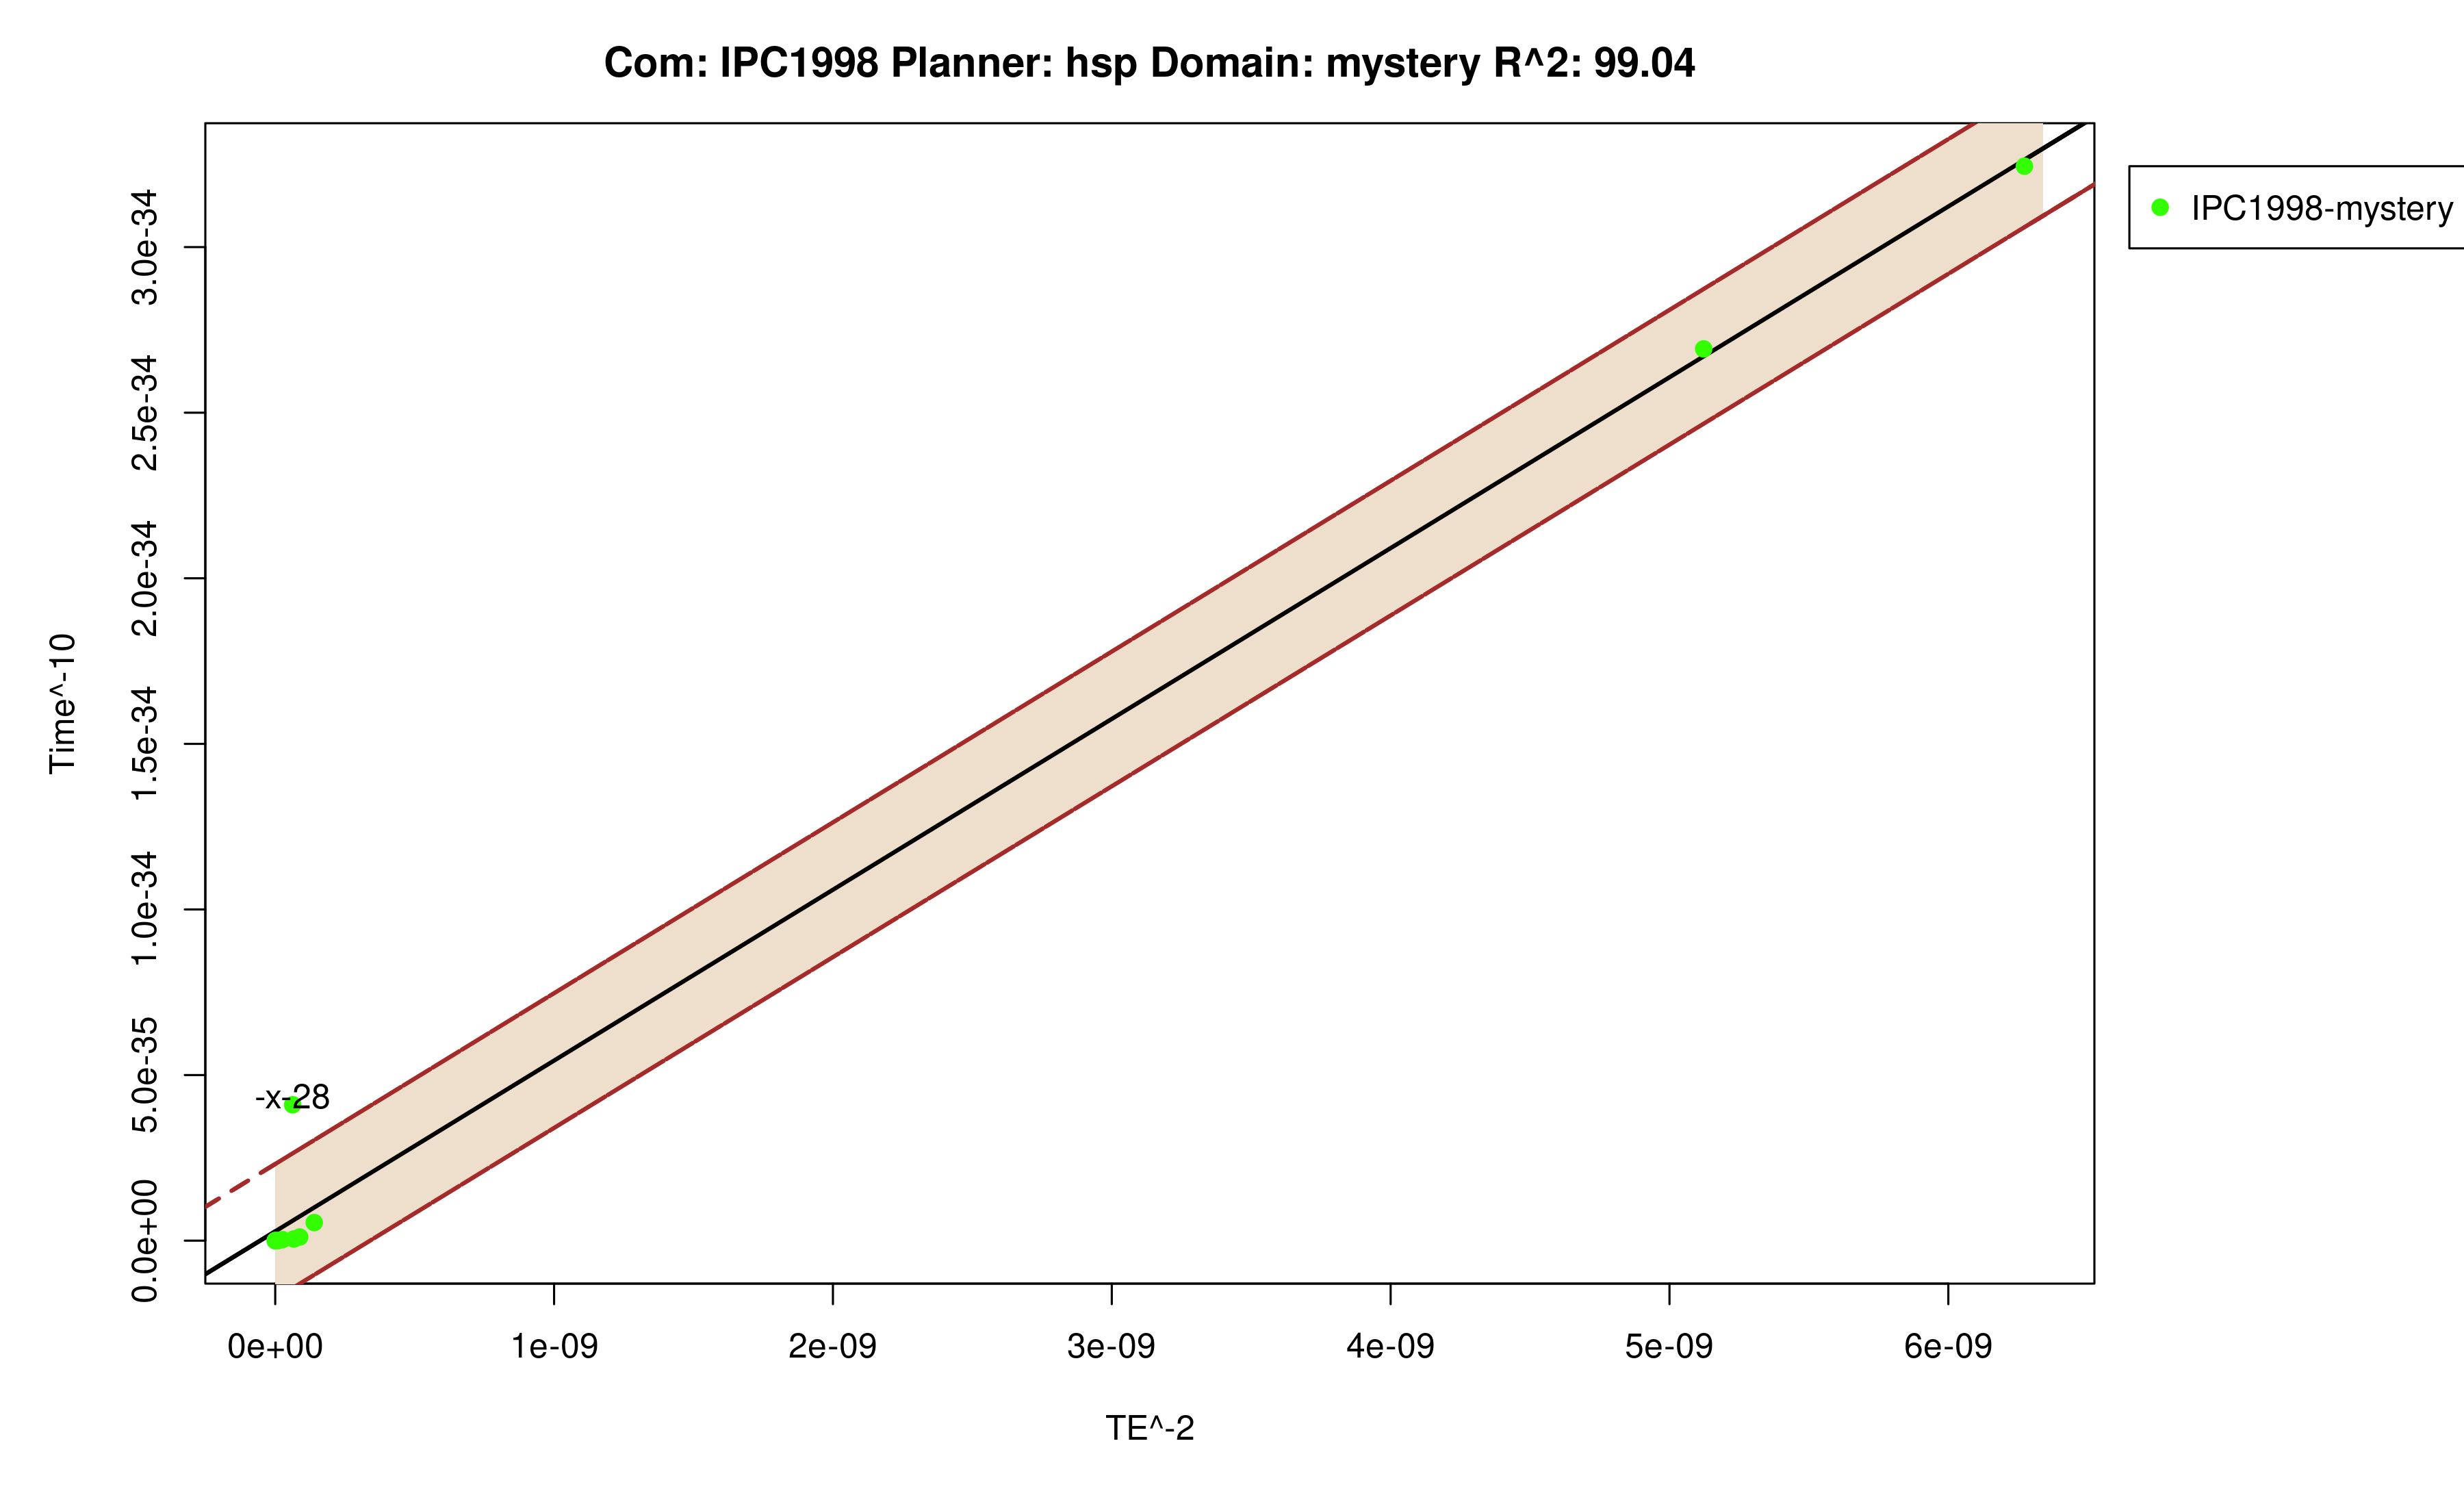 Com: IPC1998 Planner: hsp Domain: mystery R^2: 99.04
IPC1998-mystery
Time^-10
3.0e-34
2.5e-34
2.0e-34
1.5e-34
1.0e-34
5.0e-35
0.0e+00
-x-28
0e+00 1e-09 2e-09 3e-09 4e-09 5e-09 6e-09
TE^-2